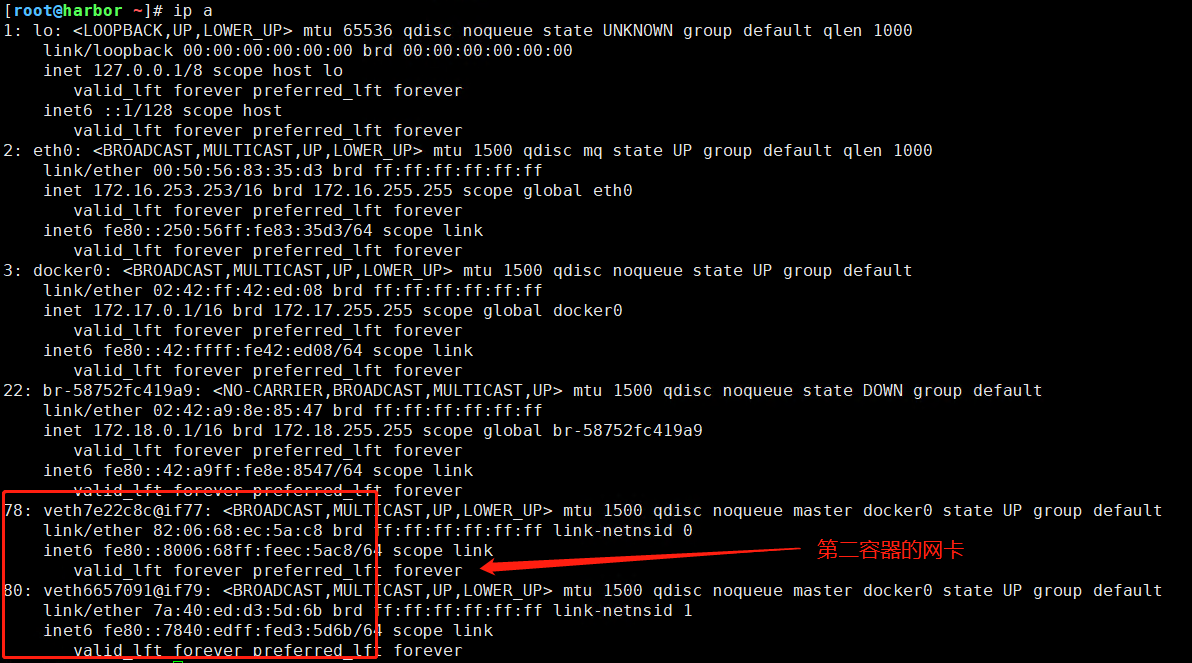 [root@harbor ~]# ip a
1: lo: <LOOPBACK,UP,LOWER_UP> mtu 65536 qdisc noqueue state UNKNOWN group default qlen 1000
    link/loopback 00:00:00:00:00:00 brd 00:00:00:00:00:00
    inet 127.0.0.1/8 scope host lo
       valid_lft forever preferred_lft forever
    inet6 ::1/128 scope host
       valid_lft forever preferred_lft forever
2: eth0: <BROADCAST,MULTICAST,UP,LOWER_UP> mtu 1500 qdisc mq state UP group default qlen 1000
    link/ether 00:50:56:83:35:d3 brd ff:ff:ff:ff:ff:ff
    inet 172.16.253.253/16 brd 172.16.255.255 scope global eth0
       valid_lft forever preferred_lft forever
    inet6 fe80::250:56ff:fe83:35d3/64 scope link
       valid_lft forever preferred_lft forever
3: docker0: <BROADCAST,MULTICAST,UP,LOWER_UP> mtu 1500 qdisc noqueue state UP group default
    link/ether 02:42:ff:42:ed:08 brd ff:ff:ff:ff:ff:ff
    inet 172.17.0.1/16 brd 172.17.255.255 scope global docker0
       valid_lft forever preferred_lft forever
    inet6 fe80::42:ffff:fe42:ed08/64 scope link
       valid_lft forever preferred_lft forever
22: br-58752fc419a9: <NO-CARRIER,BROADCAST,MULTICAST,UP> mtu 1500 qdisc noqueue state DOWN group default
    link/ether 02:42:a9:8e:85:47 brd ff:ff:ff:ff:ff:ff
    inet 172.18.0.1/16 brd 172.18.255.255 scope global br-58752fc419a9
       valid_lft forever preferred_lft forever
    inet6 fe80::42:a9ff:fe8e:8547/64 scope link
       valid_lft forever preferred_lft forever
78: veth7e22c8c@if77: <BROADCAST,MULTICAST,UP,LOWER_UP> mtu 1500 qdisc noqueue master docker0 state UP group default
    link/ether 82:06:68:ec:5a:c8 brd ff:ff:ff:ff:ff:ff link-netnsid 0
    inet6 fe80::8006:68ff:feec:5ac8/64 scope link
第二容器的网卡
       valid_lft forever preferred_lft forever
80: veth6657091@if79: <BROADCAST,MULTICAST,UP,LOWER_UP> mtu 1500 qdisc noqueue master docker0 state UP group default
    link/ether 7a:40:ed:d3:5d:6b brd ff:ff:ff:ff:ff:ff link-netnsid 1
    inet6 fe80::7840:edff:fed3:5d6b/64 scope link
       valid_lft forever preferred_lft forever